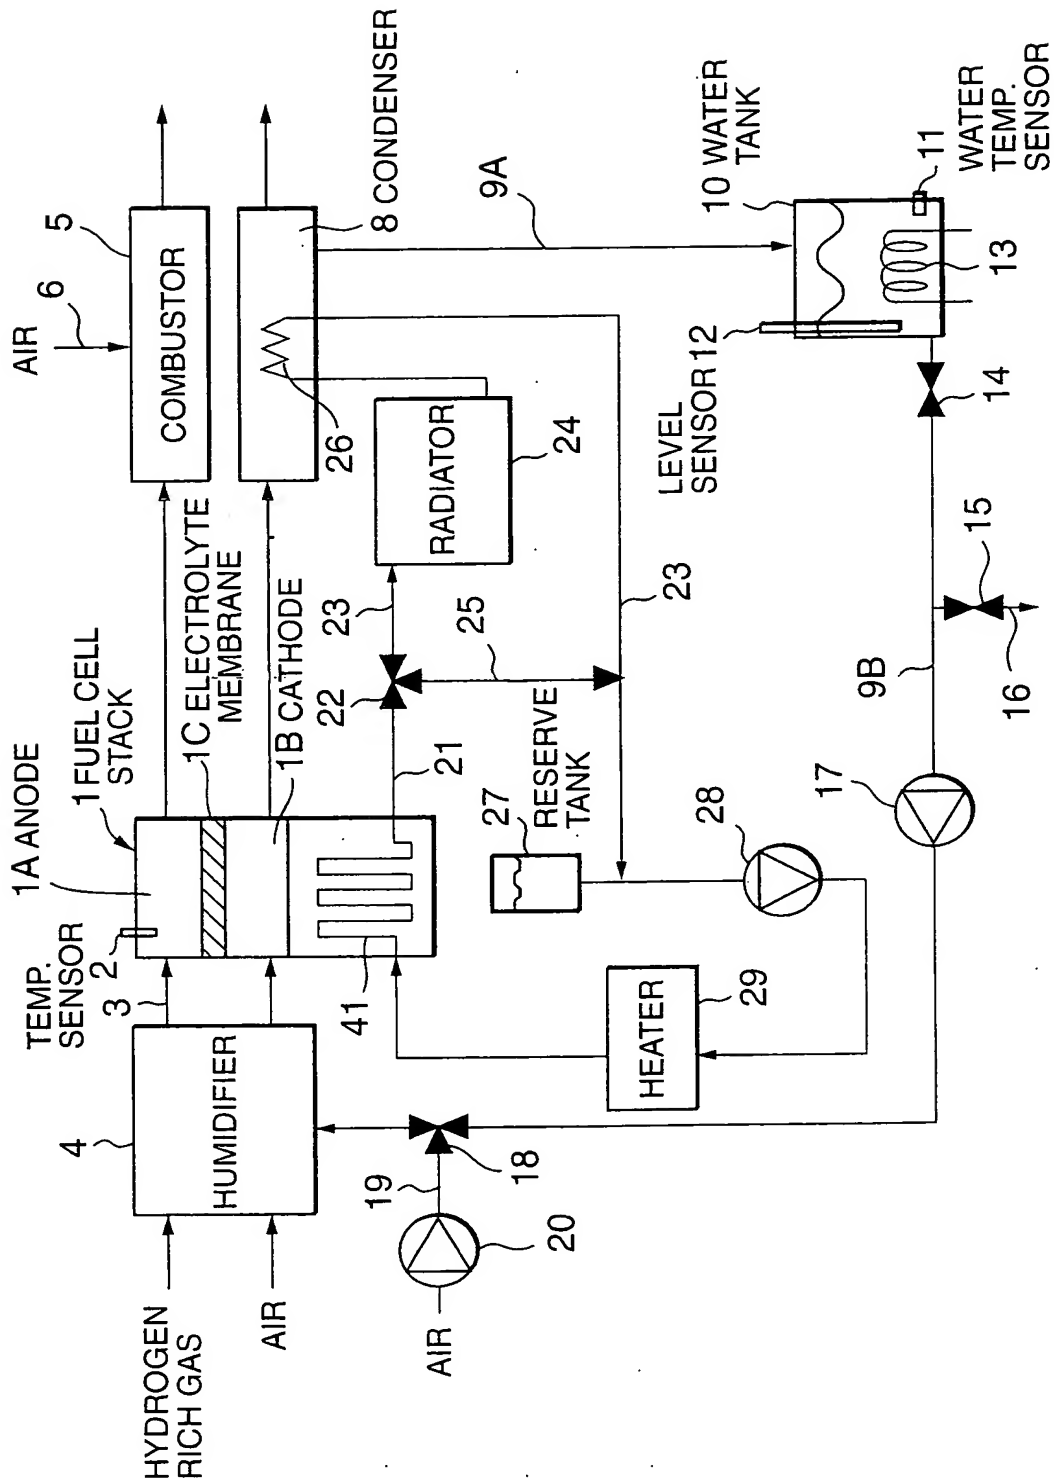 AIR
6
5
COMBUSTOR
8 CONDENSER
26
9A
10 WATER
TANK
11
WATER
TEMP.
SENSOR
13
LEVEL
SENSOR 12
14
15
16
9B
17
RADIATOR
24
23
25
22
21
23
1A ANODE
1 FUEL CELL
STACK
1C ELECTROLYTE
MEMBRANE
1B CATHODE
TEMP.
SENSOR
2
3
41
27
RESERVE
TANK
28
HEATER
29
4
HUMIDIFIER
18
19
20
AIR
HYDROGEN
RICH GAS
AIR